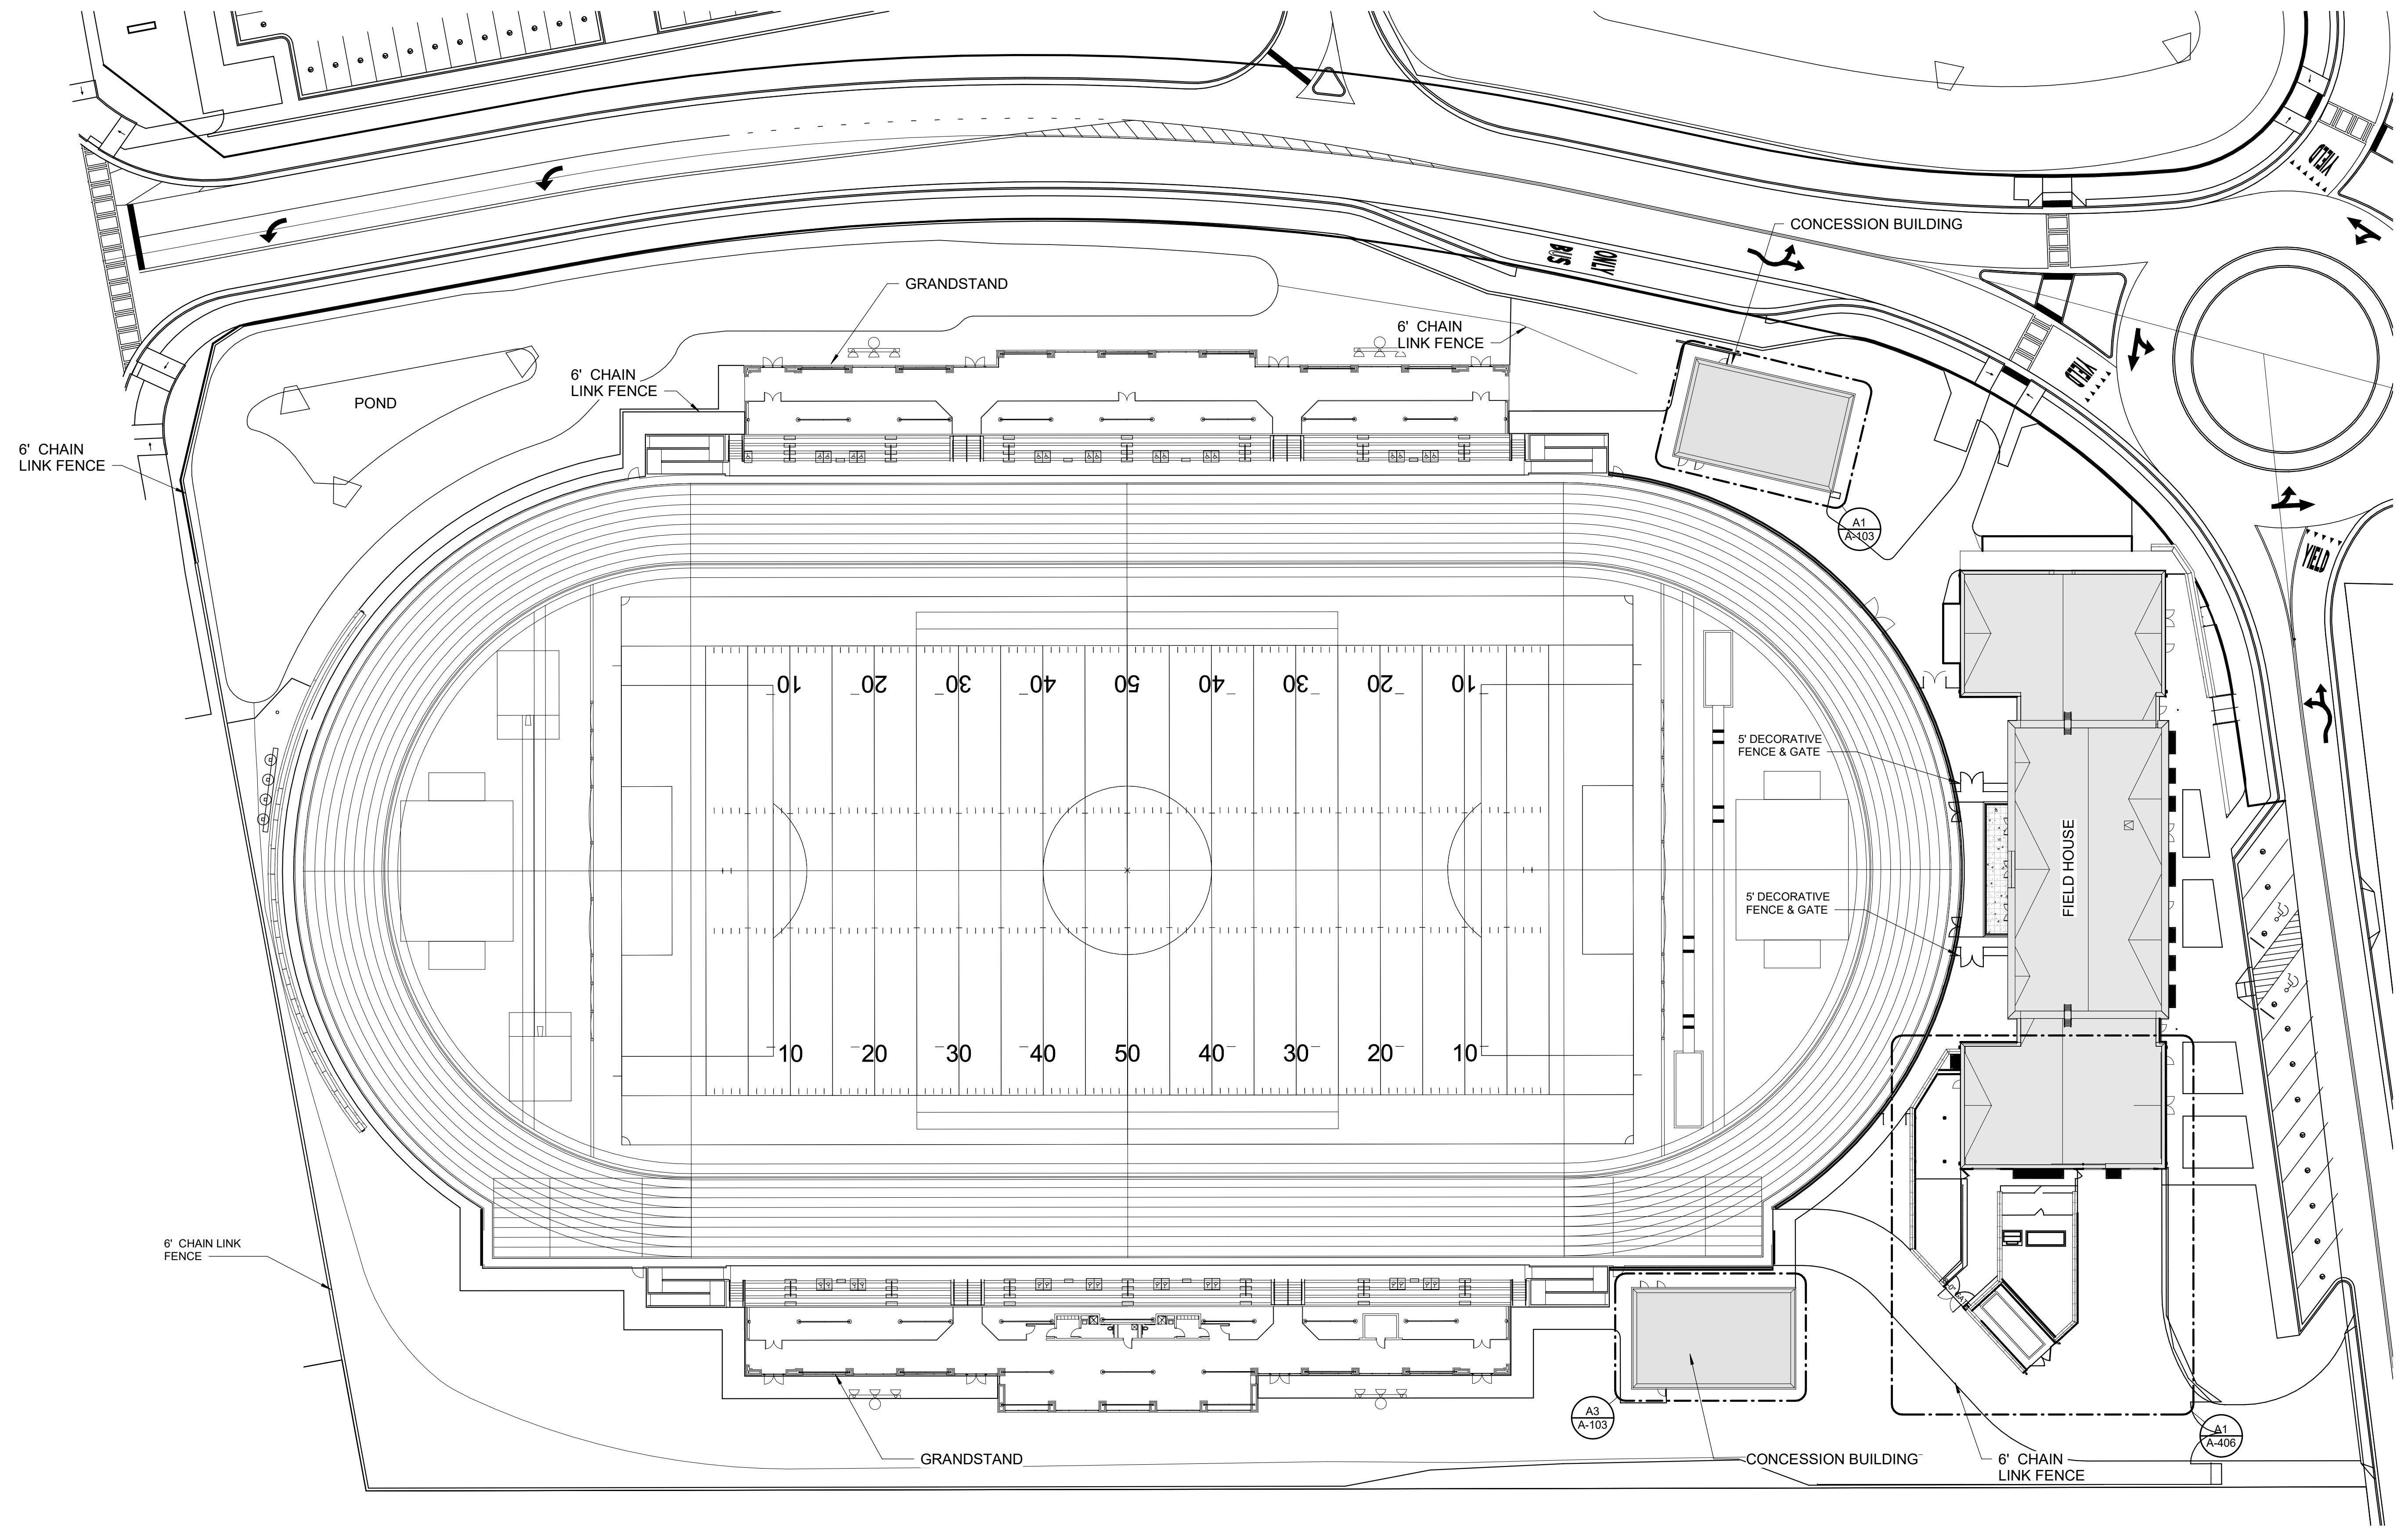 YIELD
CONCESSION BUILDING
BUS
ONLY
GRANDSTAND
6'  CHAIN
LINK FENCE
YIELD
6'  CHAIN
LINK FENCE
POND
6'  CHAIN
LINK FENCE
A1
A-103
YIELD
10 20 30 40 50 40 30 20 10
5' DECORATIVE
FENCE & GATE
FIELD HOUSE
5' DECORATIVE
FENCE & GATE
10 20 30 40 50 40 30 20 10
6'  CHAIN LINK
FENCE
A3
A-103
A1
A-406
GRANDSTAND
CONCESSION BUILDING
6'  CHAIN
LINK FENCE